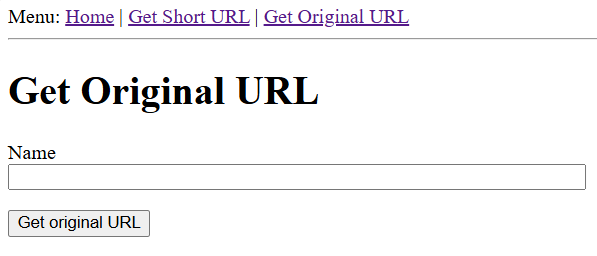 Menu: Home | Get Short URL | Get Original URL
Get Original URL
Name
Get original URL